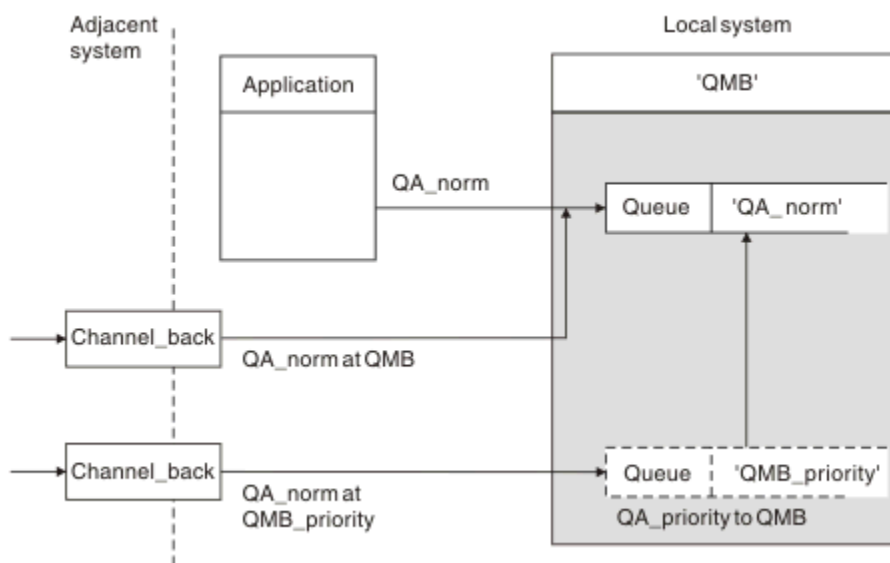 Adjacent
system
Local system
Application
'QMB'
QA_norm
Queue
'QA_norm'
Channel_back
QA_norm at QMB
Channel_back
QA_norm at
QMB_priority
Queue
'QMB_priority'
QA_priority to QMB